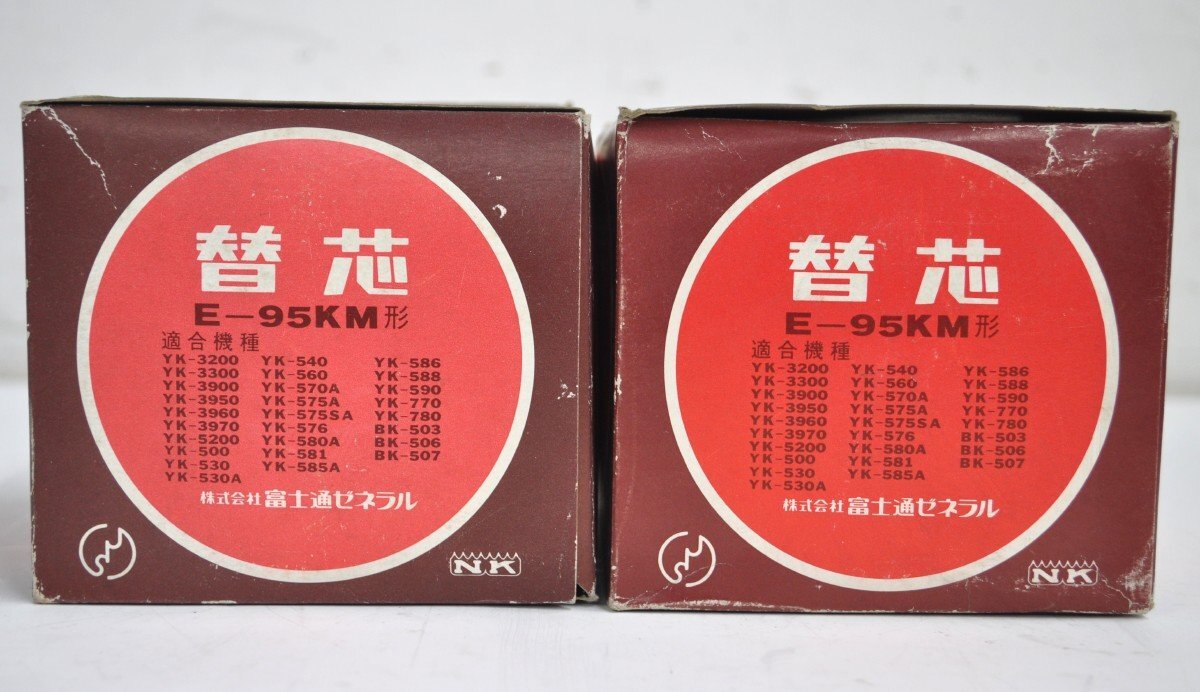 替芯
E-95KM形
適合機種
YK-3200 YK-540 YK-586
YK-3300 YK-560 YK-588
YK-3900 YK-570A YK-590
YK-3950 YK-575A YK-770
YK-3960 YK-575SA YK-780
YK-3970 YK-576 BK-503
YK-5200 YK-580A BK-506
YK-500 YK-581 BK-507
YK-530 YK-585A
YK-530A
株式会社 富士通ゼネラル
NK
替芯
E-95KM形
適合機種
YK-3200 YK-540 YK-586
YK-3300 YK-560 YK-588
YK-3900 YK-570A YK-590
YK-3950 YK-575A YK-770
YK-3960 YK-575SA YK-780
YK-3970 YK-576 BK-503
YK-5200 YK-580A BK-506
YK-500 YK-581 BK-507
YK-530 YK-585A
YK-530A
株式会社 富士通ゼネラル
NK